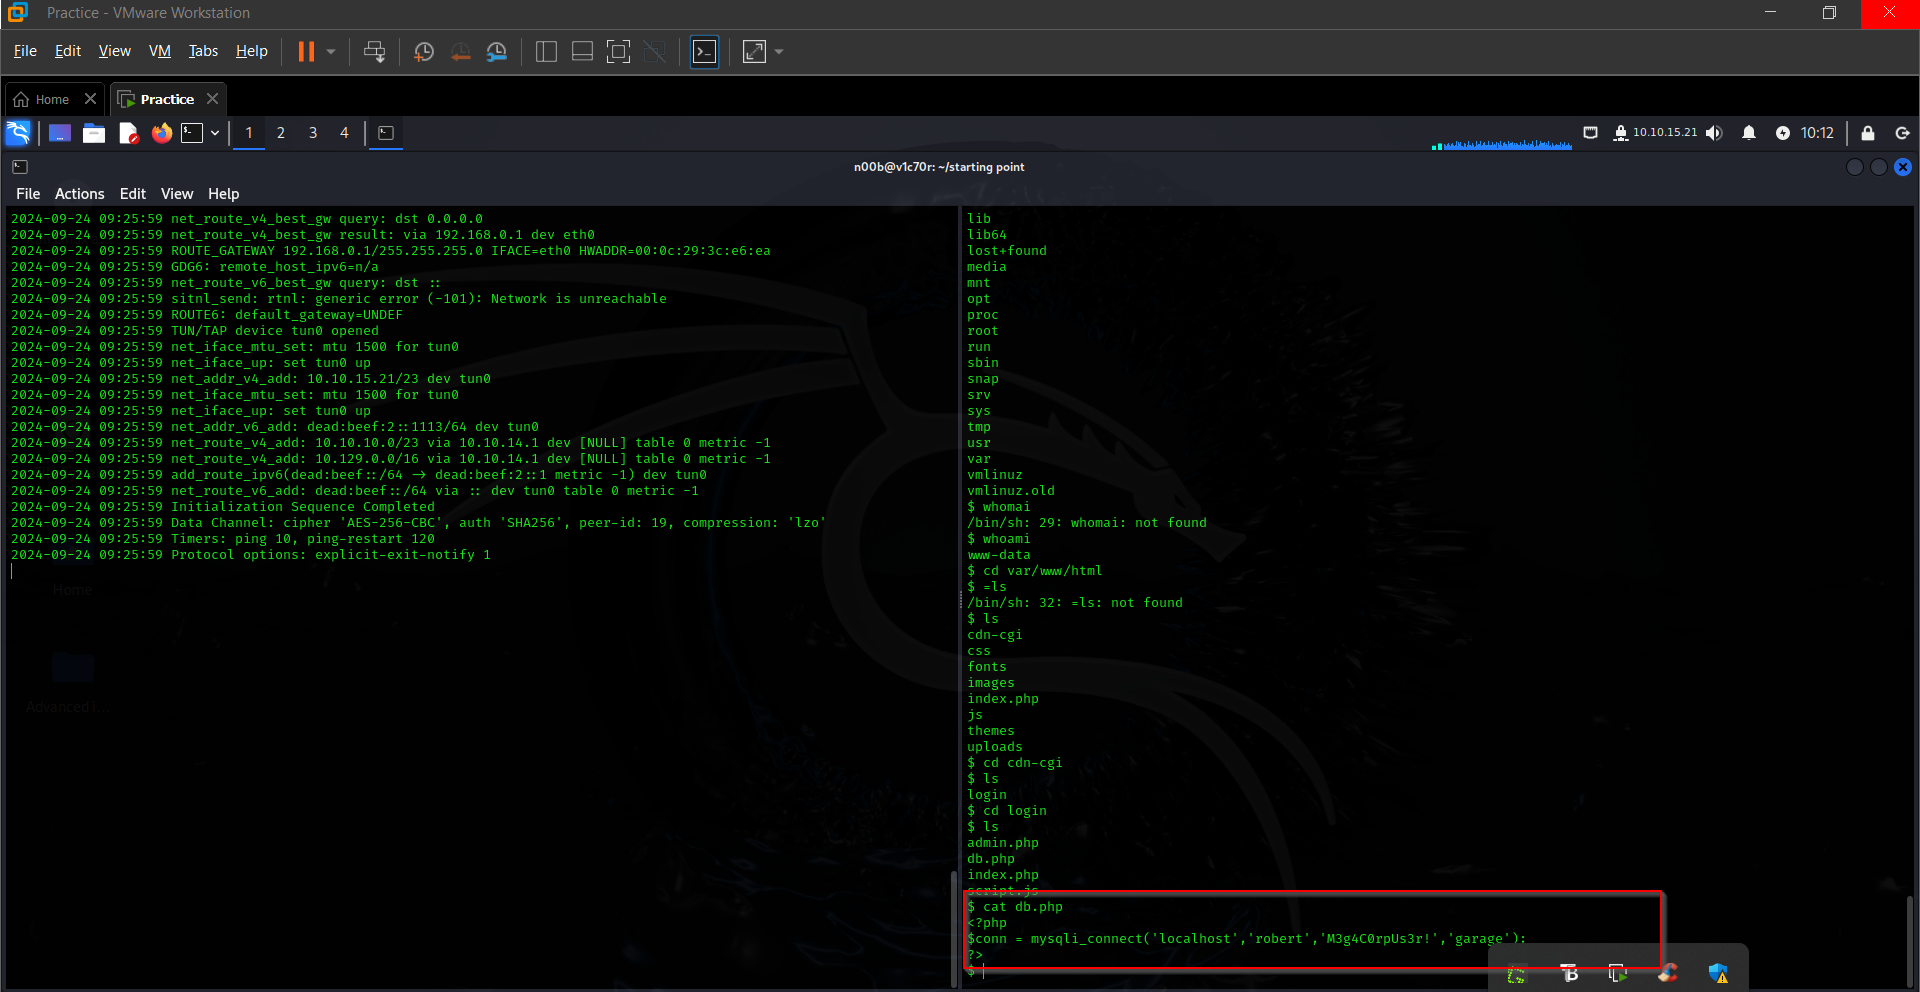 Practice - VMware Workstation
File Edit View VM Tabs Help
Home
Practice
1 2 3 4
10.10.15.21
10:12
n00b@v1c70r: ~/starting point
File Actions Edit View Help
2024-09-24 09:25:59 net_route_v4_best_gw query: dst 0.0.0.0
2024-09-24 09:25:59 net_route_v4_best_gw result: via 192.168.0.1 dev eth0
2024-09-24 09:25:59 ROUTE_GATEWAY 192.168.0.1/255.255.255.0 IFACE=eth0 HWADDR=00:0c:29:3c:e6:ea
2024-09-24 09:25:59 GDG6: remote_host_ipv6=n/a
2024-09-24 09:25:59 net_route_v6_best_gw query: dst ::
2024-09-24 09:25:59 sitnl_send: rtnl: generic error (-101): Network is unreachable
2024-09-24 09:25:59 ROUTE6: default_gateway=UNDEF
2024-09-24 09:25:59 TUN/TAP device tun0 opened
2024-09-24 09:25:59 net_iface_mtu_set: mtu 1500 for tun0
2024-09-24 09:25:59 net_iface_up: set tun0 up
2024-09-24 09:25:59 net_addr_v4_add: 10.10.15.21/23 dev tun0
2024-09-24 09:25:59 net_iface_mtu_set: mtu 1500 for tun0
2024-09-24 09:25:59 net_iface_up: set tun0 up
2024-09-24 09:25:59 net_addr_v6_add: dead:beef:2::1113/64 dev tun0
2024-09-24 09:25:59 net_route_v4_add: 10.10.10.0/23 via 10.10.14.1 dev [NULL] table 0 metric -1
2024-09-24 09:25:59 net_route_v4_add: 10.129.0.0/16 via 10.10.14.1 dev [NULL] table 0 metric -1
2024-09-24 09:25:59 add_route_ipv6(dead:beef::/64 -> dead:beef:2::1 metric -1) dev tun0
2024-09-24 09:25:59 net_route_v6_add: dead:beef::/64 via :: dev tun0 table 0 metric -1
2024-09-24 09:25:59 Initialization Sequence Completed
2024-09-24 09:25:59 Data Channel: cipher 'AES-256-CBC', auth 'SHA256', peer-id: 19, compression: 'lzo'
2024-09-24 09:25:59 Timers: ping 10, ping-restart 120
2024-09-24 09:25:59 Protocol options: explicit-exit-notify 1
Home
Advanced i...
lib
lib64
lost+found
media
mnt
opt
proc
root
run
sbin
snap
srv
sys
tmp
usr
var
vmlinuz
vmlinuz.old
$ whomai
/bin/sh: 29: whomai: not found
$ whoami
www-data
$ cd var/www/html
$ =ls
/bin/sh: 32: =ls: not found
$ ls
cdn-cgi
css
fonts
images
index.php
js
themes
uploads
$ cd cdn-cgi
$ ls
login
$ cd login
$ ls
admin.php
db.php
index.php
script.js
$ cat db.php
<?php
$conn = mysqli_connect('localhost','robert','M3g4C0rpUs3r!','garage');
?>
$